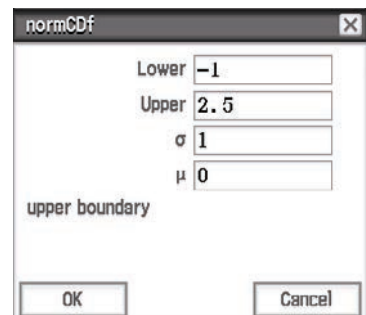 normCDf
Lower -1
Upper 2.5
σ 1
μ 0
upper boundary
OK Cancel